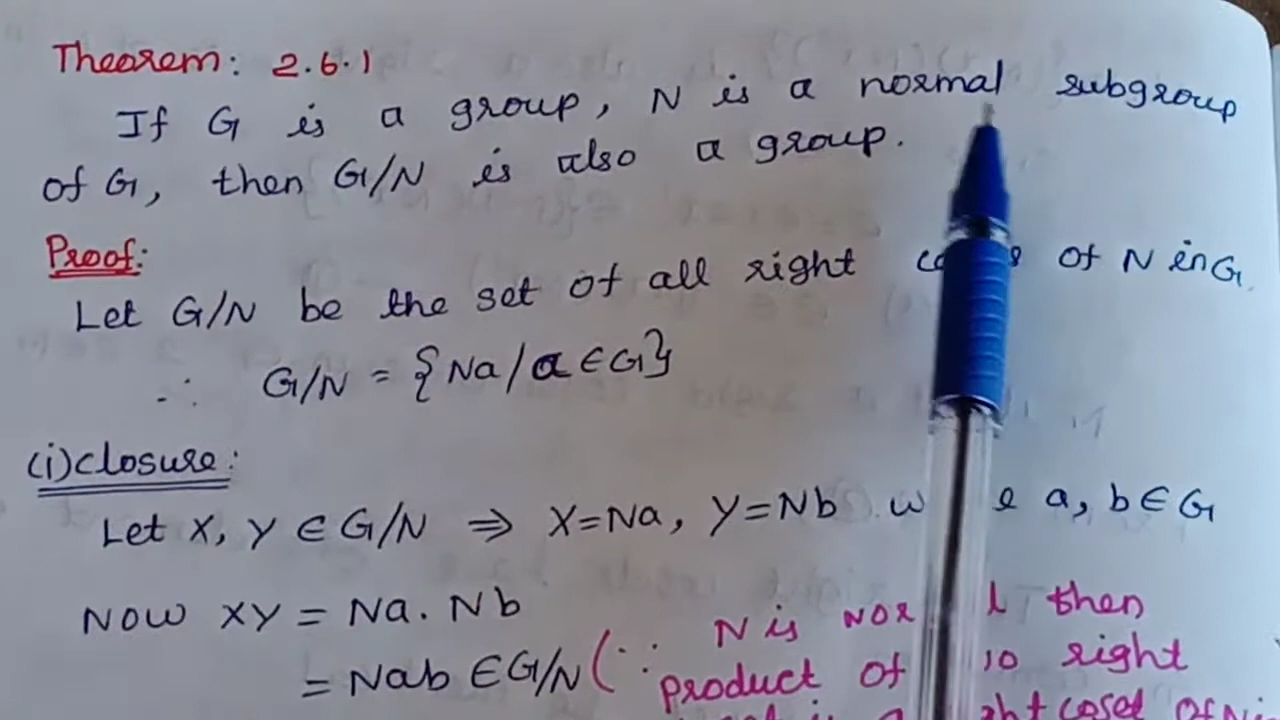 Theorem: 2.6.1
If G is a group, N is a normal subgroup
of G, then G/N is also a group.
Proof:
Let G/N be the set of all right of N in G.
∴ G/N = {Na/a ∈ G}
(i) closure:
Let X, Y ∈ G/N ⇒ X=Na, Y=Nb a, b ∈ G
Now XY = Na. Nb
= Nab ∈ G/N (∵ N is then
product of right
coset of N